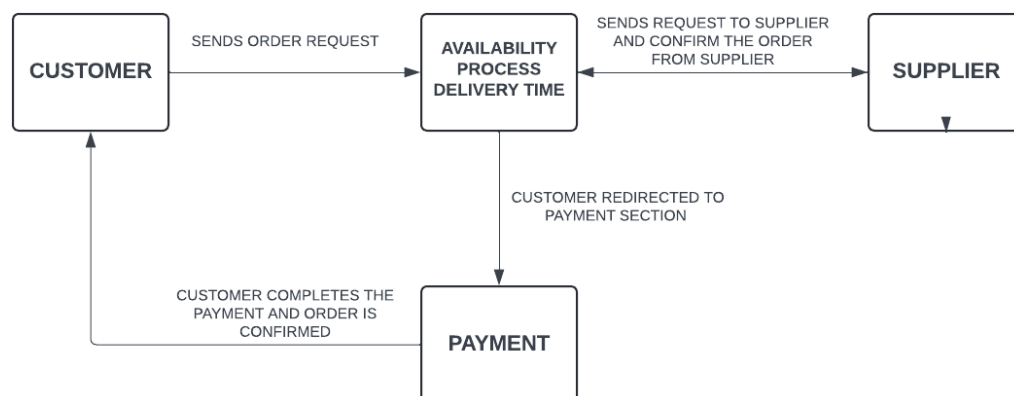 CUSTOMER
SENDS ORDER REQUEST
AVAILABILITY
PROCESS
DELIVERY TIME
SENDS REQUEST TO SUPPLIER
AND CONFIRM THE ORDER
FROM SUPPLIER
SUPPLIER
CUSTOMER REDIRECTED TO
PAYMENT SECTION
CUSTOMER COMPLETES THE
PAYMENT AND ORDER IS
CONFIRMED
PAYMENT